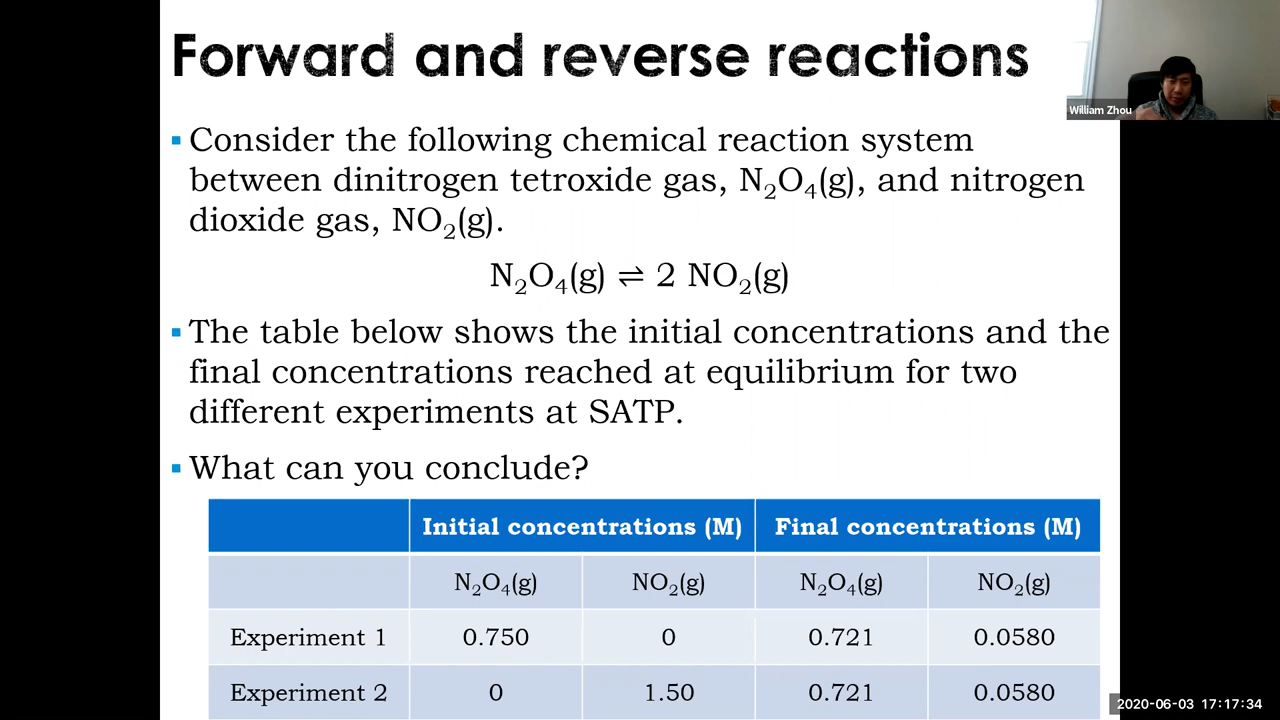 Forward and reverse reactions
William Zhou
▪ Consider the following chemical reaction system
between dinitrogen tetroxide gas, N₂O₄(g), and nitrogen
dioxide gas, NO₂(g).
N₂O₄(g) ⇌ 2 NO₂(g)
▪ The table below shows the initial concentrations and the
final concentrations reached at equilibrium for two
different experiments at SATP.
▪ What can you conclude?
Initial concentrations (M) Final concentrations (M)
N₂O₄(g) NO₂(g) N₂O₄(g) NO₂(g)
Experiment 1 0.750 0 0.721 0.0580
Experiment 2 0 1.50 0.721 0.0580
2020-06-03 17:17:34